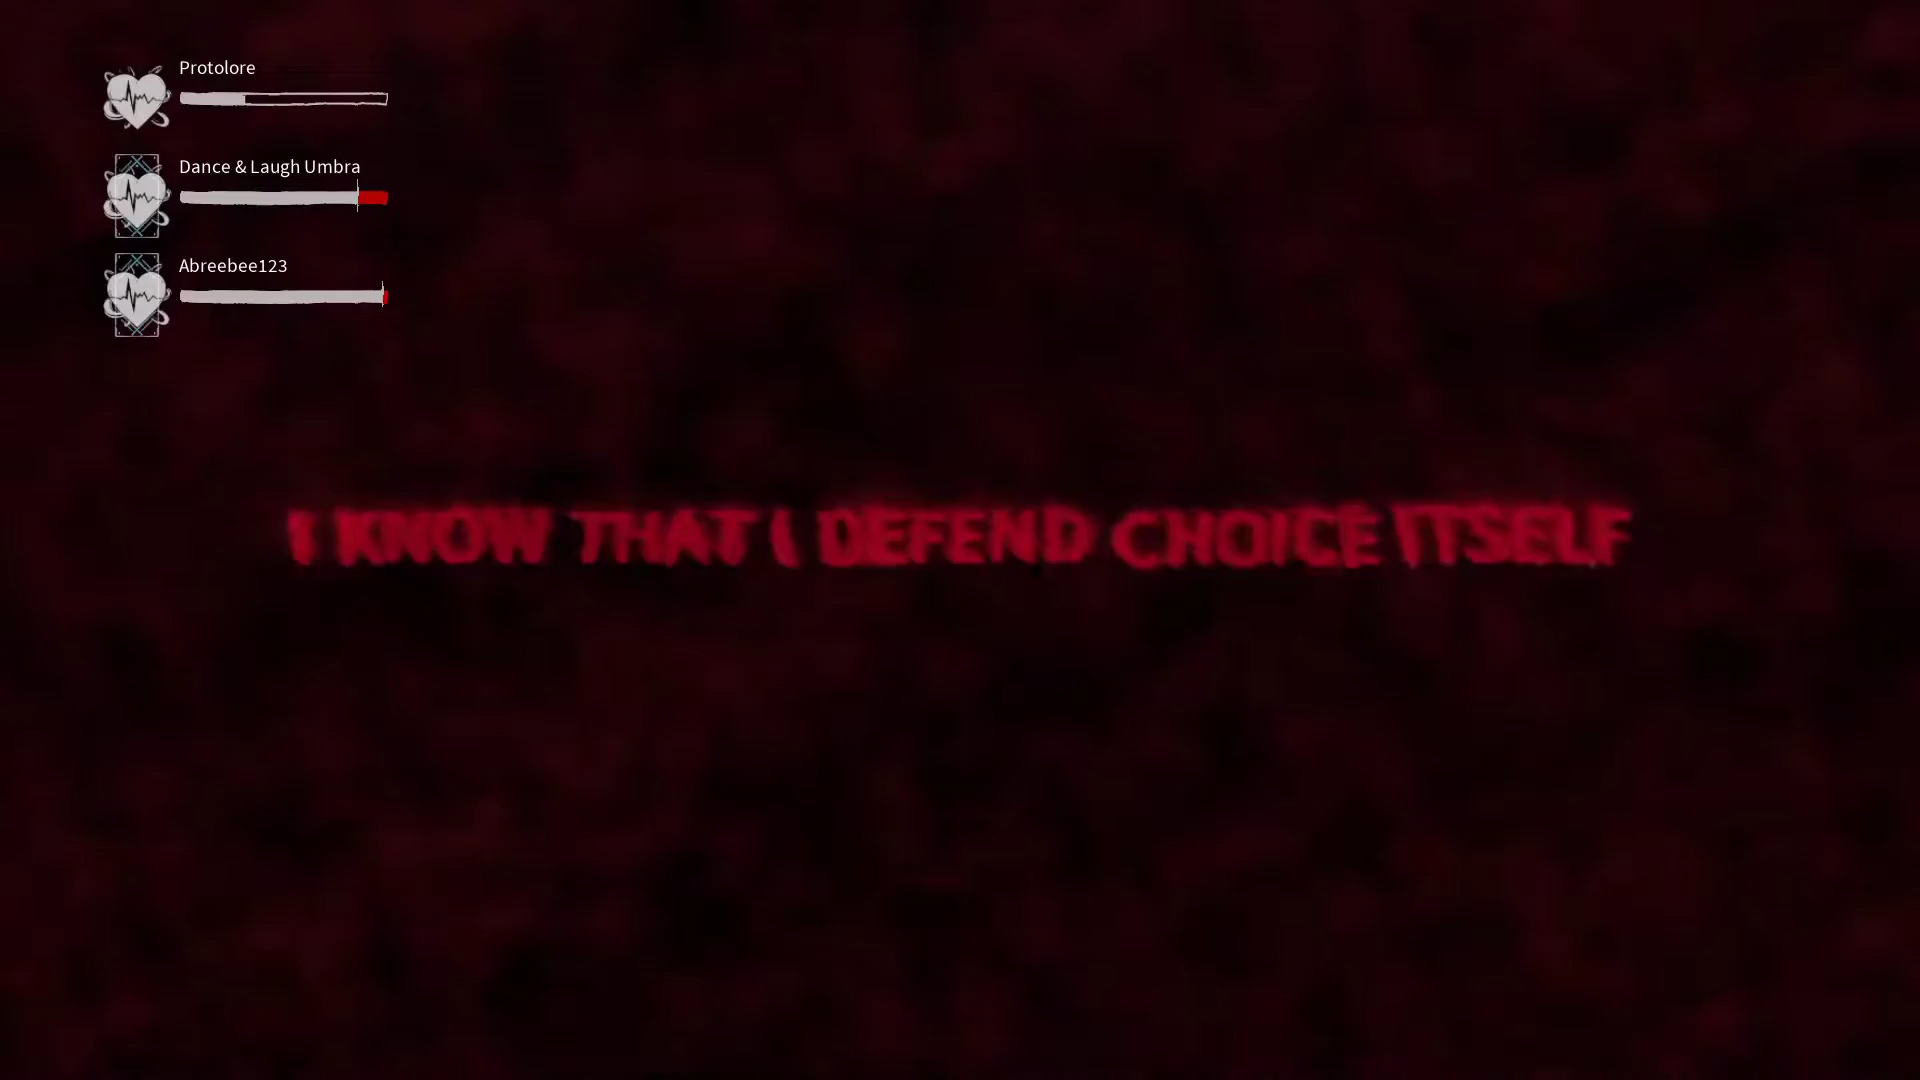 Protolore
Dance & Laugh Umbra
Abreebee123
I KNOW THAT I DEFEND CHOICE ITSELF